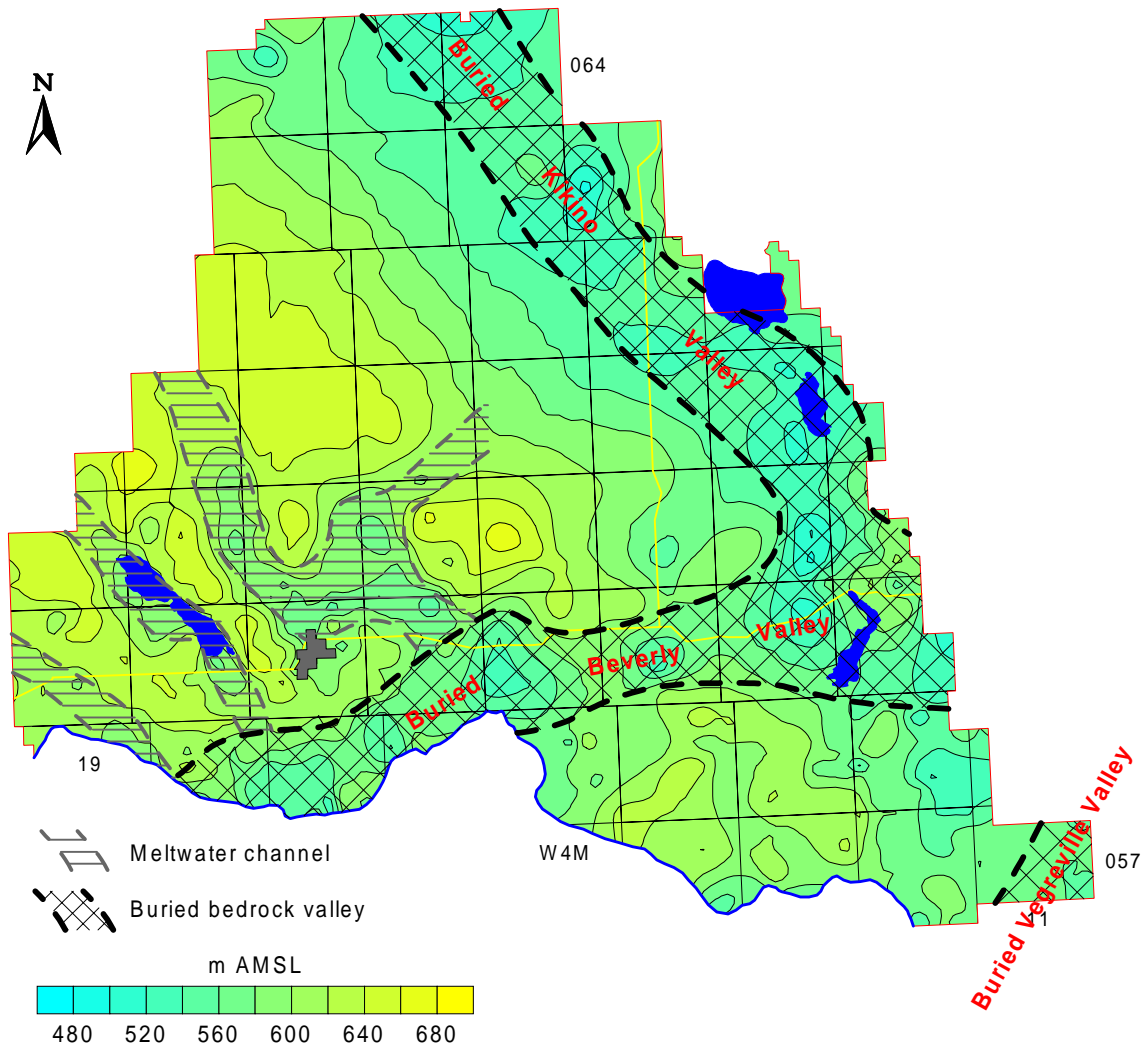 N
064
Buried
Kikino
Valley
Valley
Beverly
Buried
19
W4M
057
11
Buried Vegreville Valley
Meltwater channel
Buried bedrock valley
m AMSL
480 520 560 600 640 680